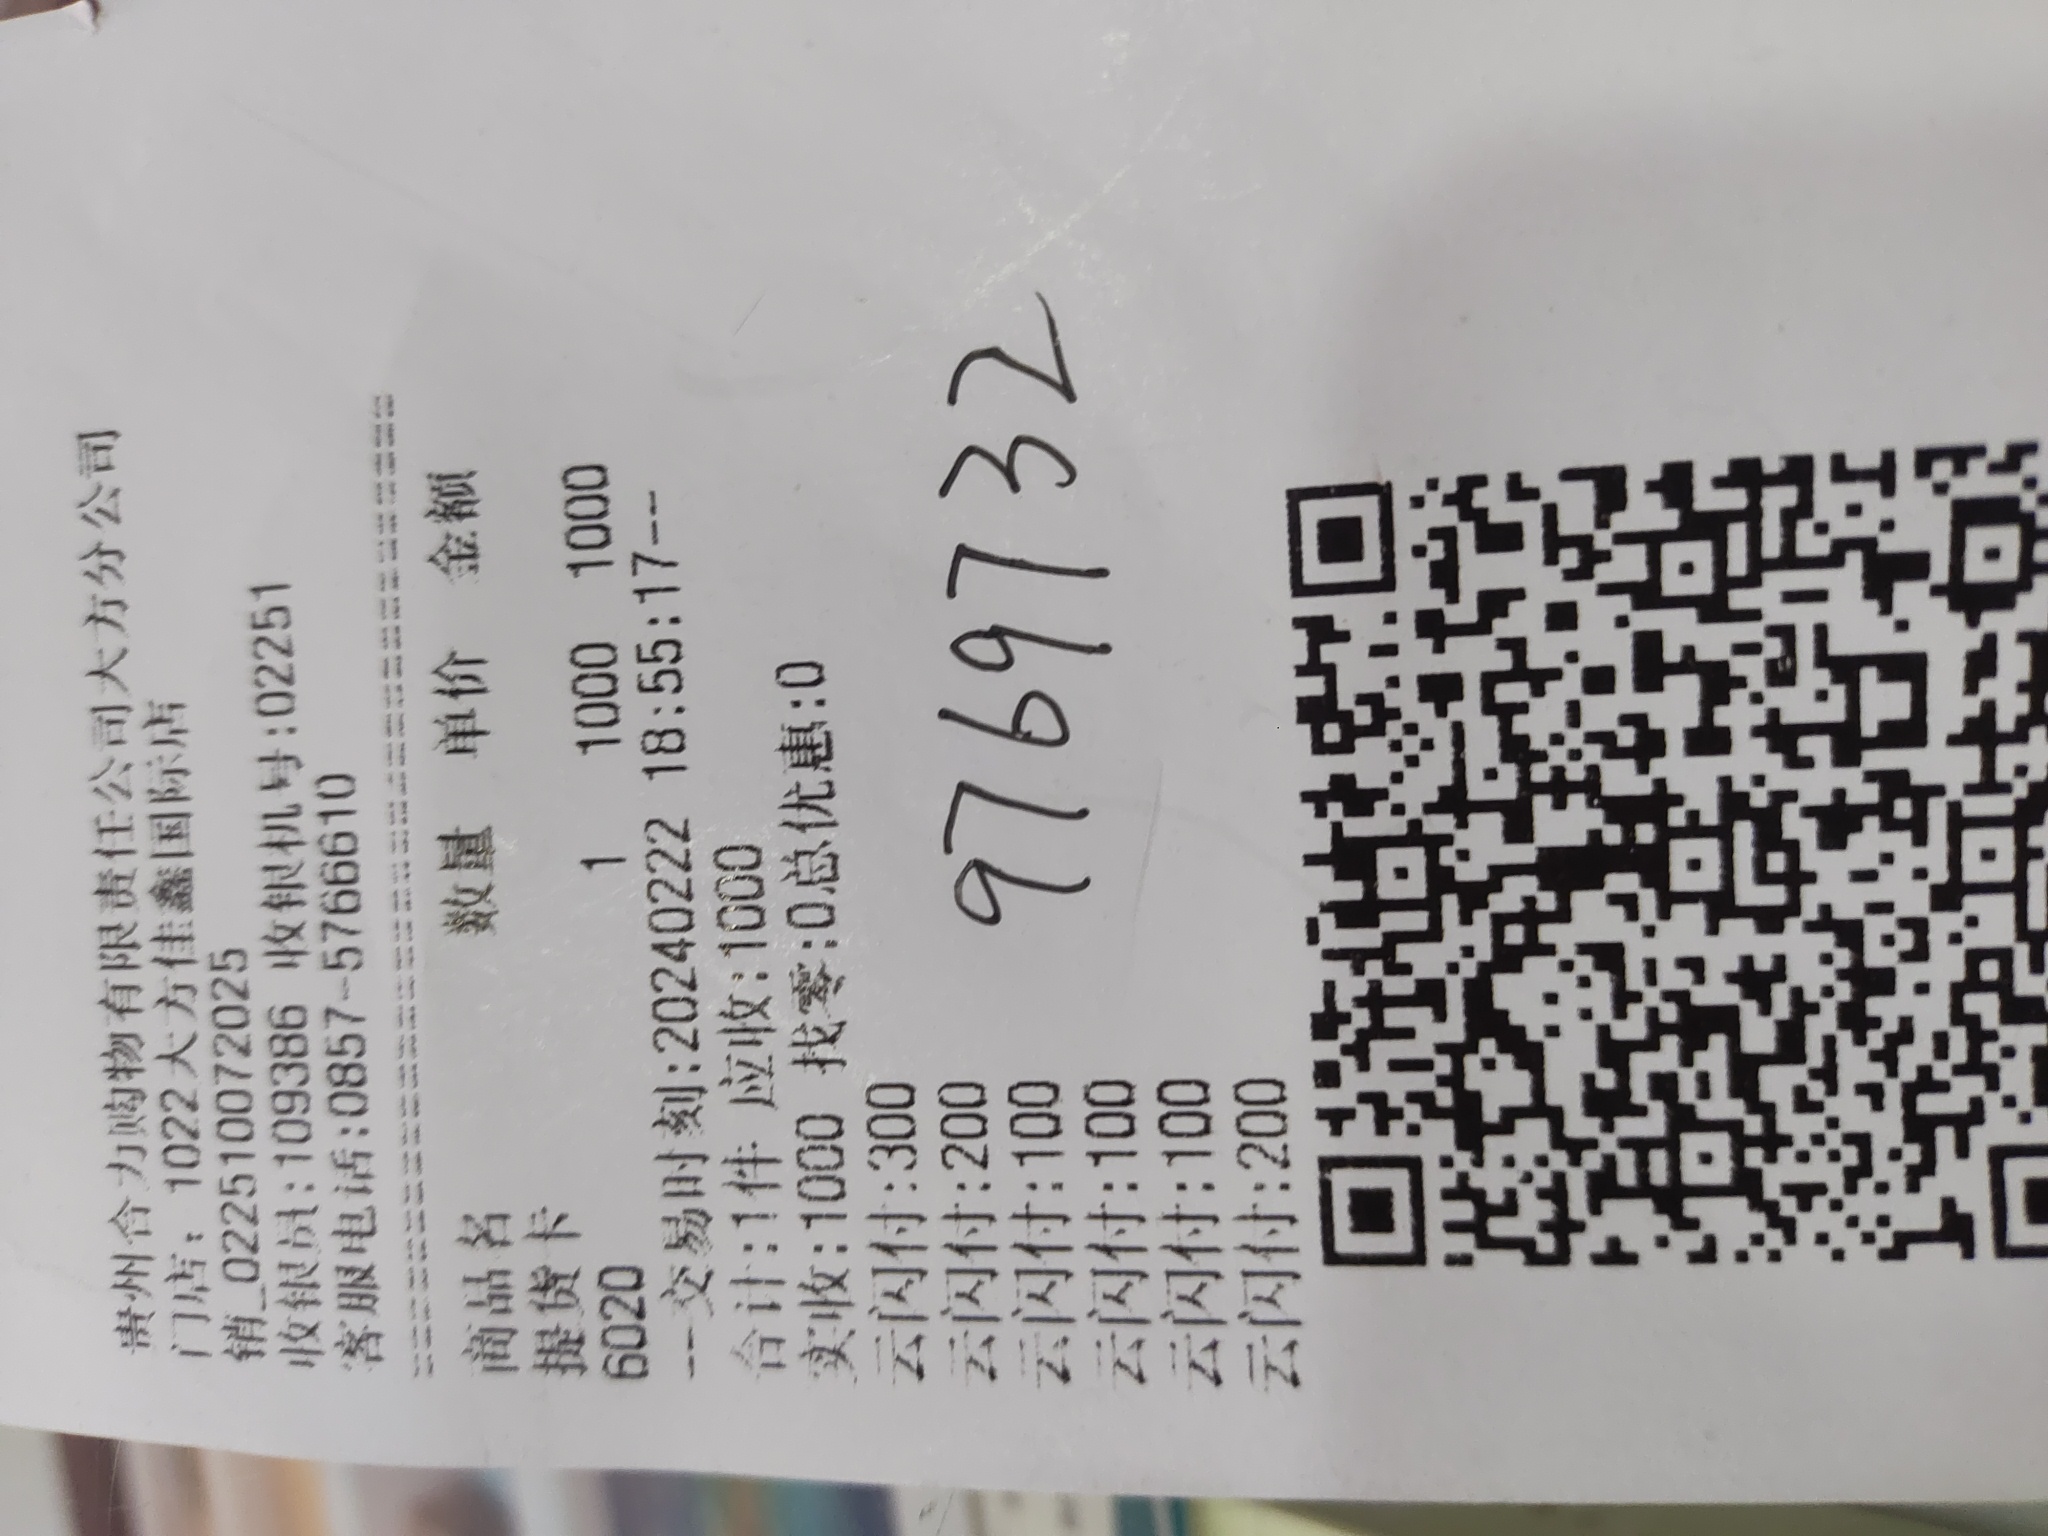 贵州合力购物有限责任公司大方分公司
门店: 1022大方佳鑫国际店
销_022510072025
收银员:109386 收银机号:02251
客服电话:0857-5766610
商品名 数量 单价 金额
提货卡 1 1000 1000
6020
--交易时刻:20240222 18:55:17--
合计:1件 应收:1000
实收:1000 找零:0总优惠:0
云闪付:300
云闪付:200
云闪付:100
云闪付:100
云闪付:100
云闪付:200
9769732